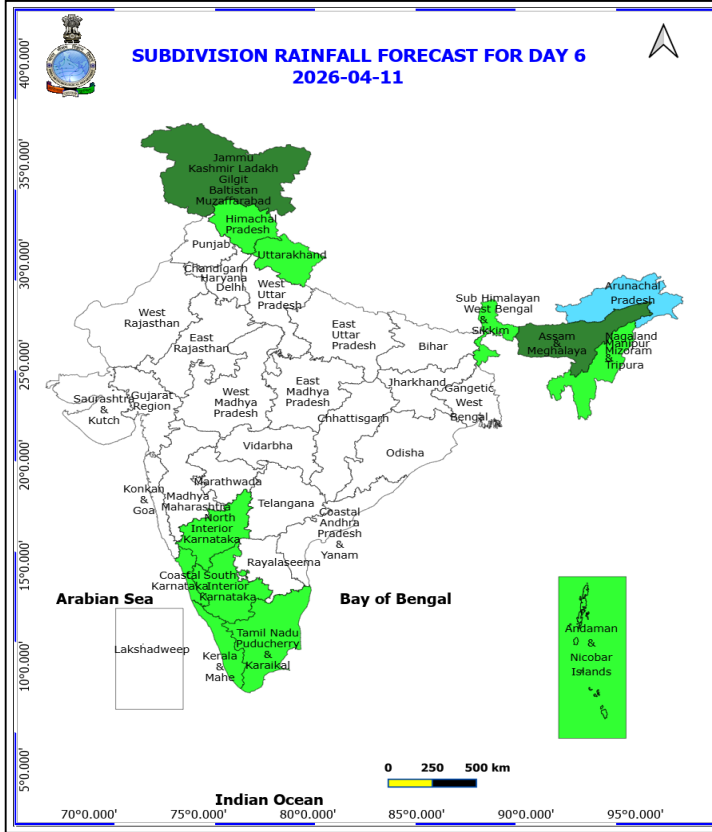 SUBDIVISION RAINFALL FORECAST FOR DAY 6
2026-04-11
40°0.000'
35°0.000'
30°0.000'
25°0.000'
20°0.000'
15°0.000'
10°0.000'
5°0.000'
Jammu
Kashmir Ladakh
Gilgit
Baltistan
Muzaffarabad
Himachal
Pradesh
Punjab
Uttarakhand
Chandigarh
Haryana
Delhi
West
Uttar
Pradesh
West
Rajasthan
East
Rajasthan
East
Uttar
Pradesh
Bihar
Sub Himalayan
West Bengal
&
Sikkim
Arunachal
Pradesh
Assam
&
Meghalaya
Nagaland
Manipur
Mizoram
&
Tripura
Saurashtra
&
Kutch
Gujarat
Region
West
Madhya
Pradesh
East
Madhya
Pradesh
Jharkhand
Gangetic
West
Bengal
Chhattisgarh
Vidarbha
Odisha
Konkan
&
Goa
Madhya
Maharashtra
Marathwada
Telangana
North
Interior
Karnataka
Coastal
Andhra
Pradesh
&
Yanam
Rayalaseema
Coastal
Karnataka
South
Interior
Karnataka
Arabian Sea
Bay of Bengal
Lakshadweep
Kerala
&
Mahe
Tamil Nadu
Puducherry
&
Karaikal
Andaman
&
Nicobar
Islands
0 250 500 km
Indian Ocean
70°0.000' 75°0.000' 80°0.000' 85°0.000' 90°0.000' 95°0.000'